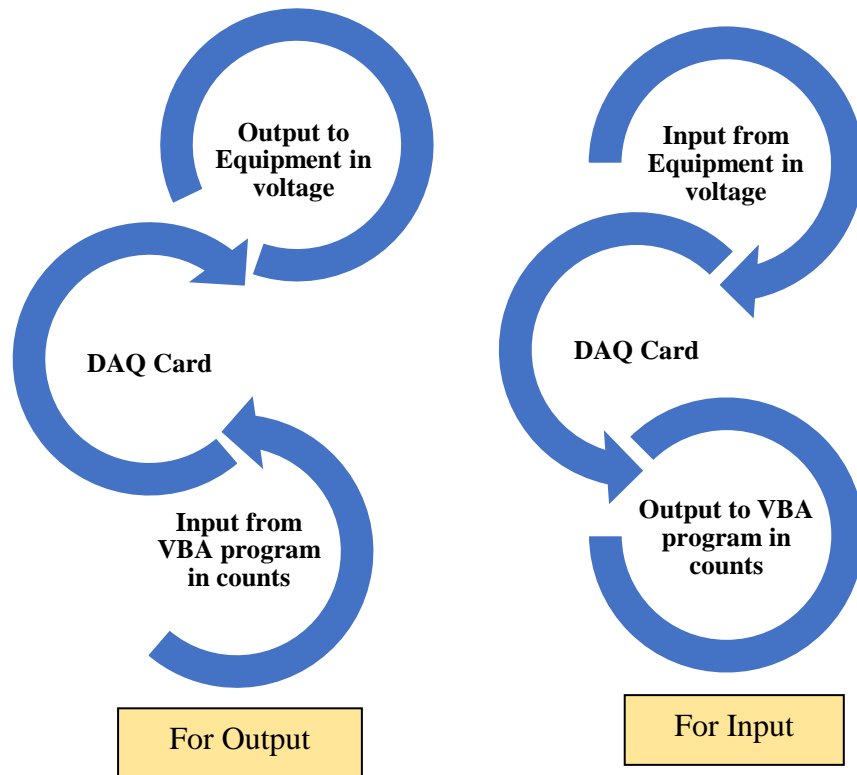 Output to
Equipment in
voltage
DAQ Card
Input from
VBA program
in counts
For Output
Input from
Equipment in
voltage
DAQ Card
Output to VBA
program in
counts
For Input